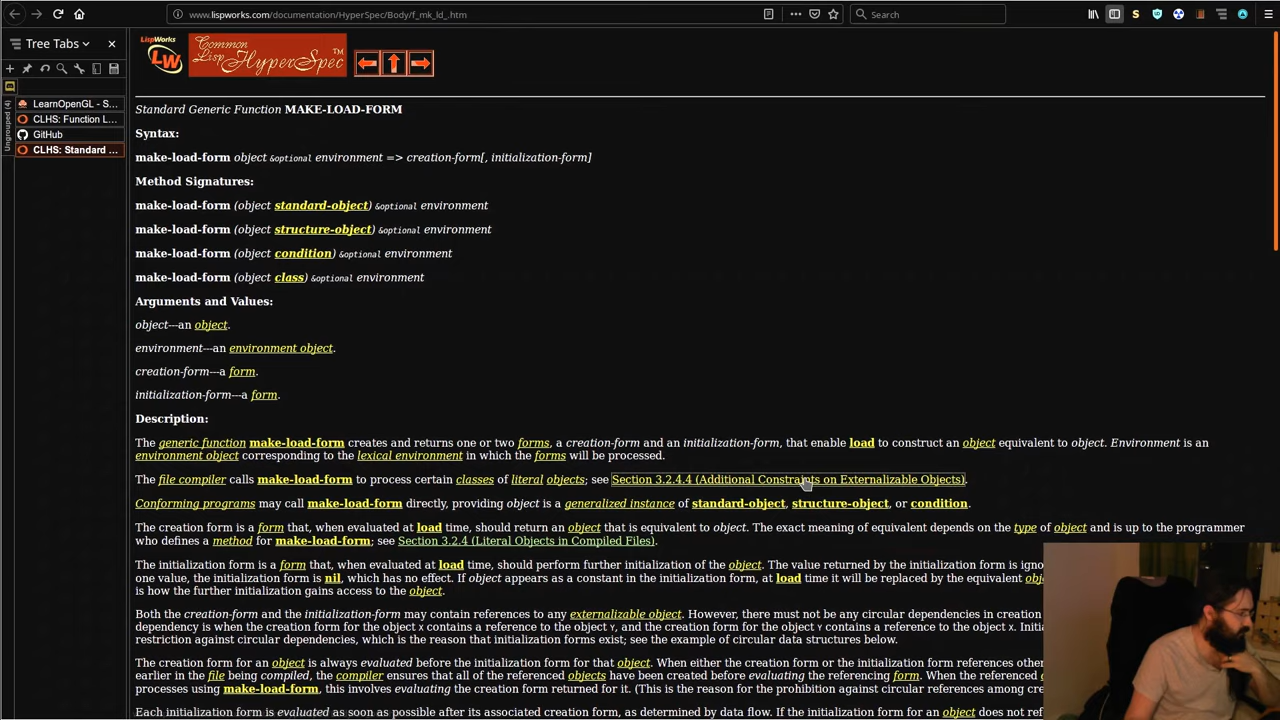 Tree Tabs
www.lispworks.com/documentation/HyperSpec/Body/f_mk_ld_.htm
Search
Ungrouped (4)
LearnOpenGL - S...
CLHS: Function L...
GitHub
CLHS: Standard ...
LispWorks
LW
Common
Lisp HyperSpec™
Standard Generic Function MAKE-LOAD-FORM
Syntax:
make-load-form object &optional environment => creation-form[, initialization-form]
Method Signatures:
make-load-form (object standard-object) &optional environment
make-load-form (object structure-object) &optional environment
make-load-form (object condition) &optional environment
make-load-form (object class) &optional environment
Arguments and Values:
object---an object.
environment---an environment object.
creation-form---a form.
initialization-form---a form.
Description:
The generic function make-load-form creates and returns one or two forms, a creation-form and an initialization-form, that enable load to construct an object equivalent to object. Environment is an
environment object corresponding to the lexical environment in which the forms will be processed.
The file compiler calls make-load-form to process certain classes of literal objects; see Section 3.2.4.4 (Additional Constraints on Externalizable Objects).
Conforming programs may call make-load-form directly, providing object is a generalized instance of standard-object, structure-object, or condition.
The creation form is a form that, when evaluated at load time, should return an object that is equivalent to object. The exact meaning of equivalent depends on the type of object and is up to the programmer
who defines a method for make-load-form; see Section 3.2.4 (Literal Objects in Compiled Files).
The initialization form is a form that, when evaluated at load time, should perform further initialization of the object. The value returned by the initialization form is
one value, the initialization form is nil, which has no effect. If object appears as a constant in the initialization form, at load time it will be replaced by the equivalent
is how the further initialization gains access to the object.
Both the creation-form and the initialization-form may contain references to any externalizable object. However, there must not be any circular dependencies in creation
dependency is when the creation form for the object X contains a reference to the object Y, and the creation form for the object Y contains a reference to the object X.
restriction against circular dependencies, which is the reason that initialization forms exist; see the example of circular data structures below.
The creation form for an object is always evaluated before the initialization form for that object. When either the creation form or the initialization form references
earlier in the file being compiled, the compiler ensures that all of the referenced objects have been created before evaluating the referencing form. When the referenced
processes using make-load-form, this involves evaluating the creation form returned for it. (This is the reason for the prohibition against circular references among
Each initialization form is evaluated as soon as possible after its associated creation form, as determined by data flow. If the initialization form for an object does not